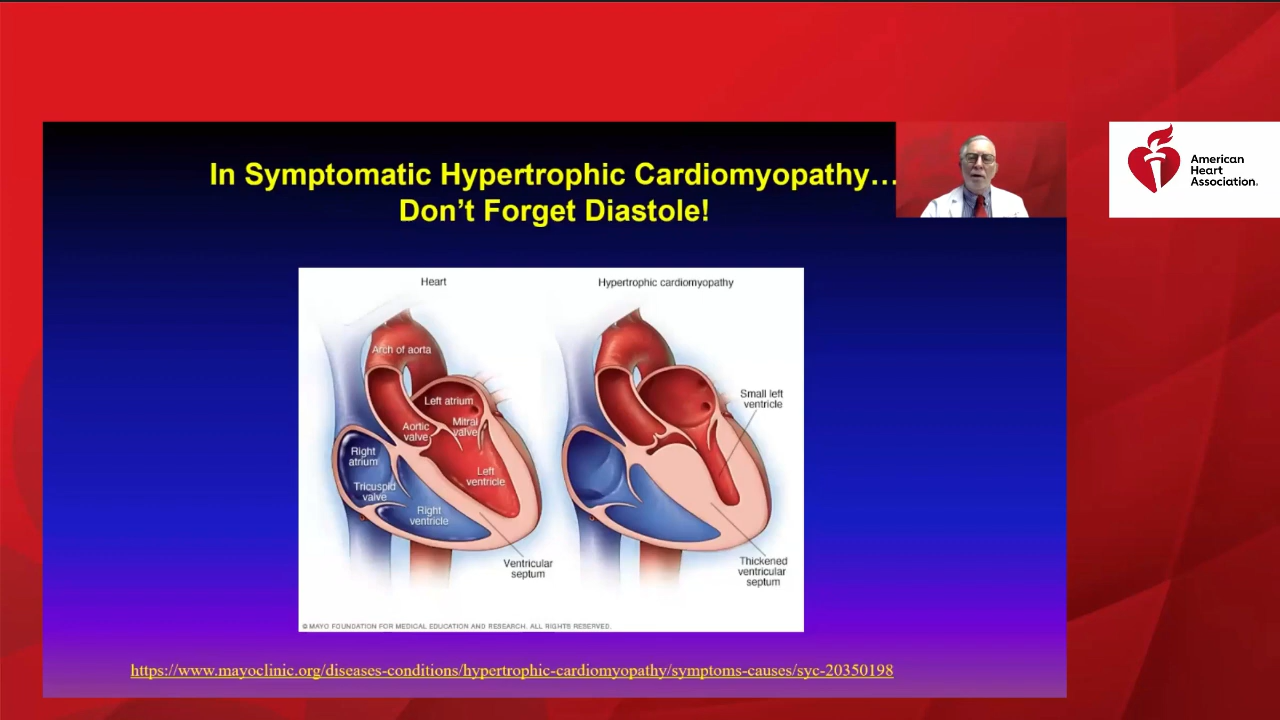 In Symptomatic Hypertrophic Cardiomyopathy…
Don't Forget Diastole!
American
Heart
Association.
Heart
Hypertrophic cardiomyopathy
Arch of aorta
Left atrium
Aortic
valve
Mitral
valve
Right
atrium
Tricuspid
valve
Left
ventricle
Right
ventricle
Ventricular
septum
Small left
ventricle
Thickened
ventricular
septum
© MAYO FOUNDATION FOR MEDICAL EDUCATION AND RESEARCH. ALL RIGHTS RESERVED.
https://www.mayoclinic.org/diseases-conditions/hypertrophic-cardiomyopathy/symptoms-causes/syc-20350198